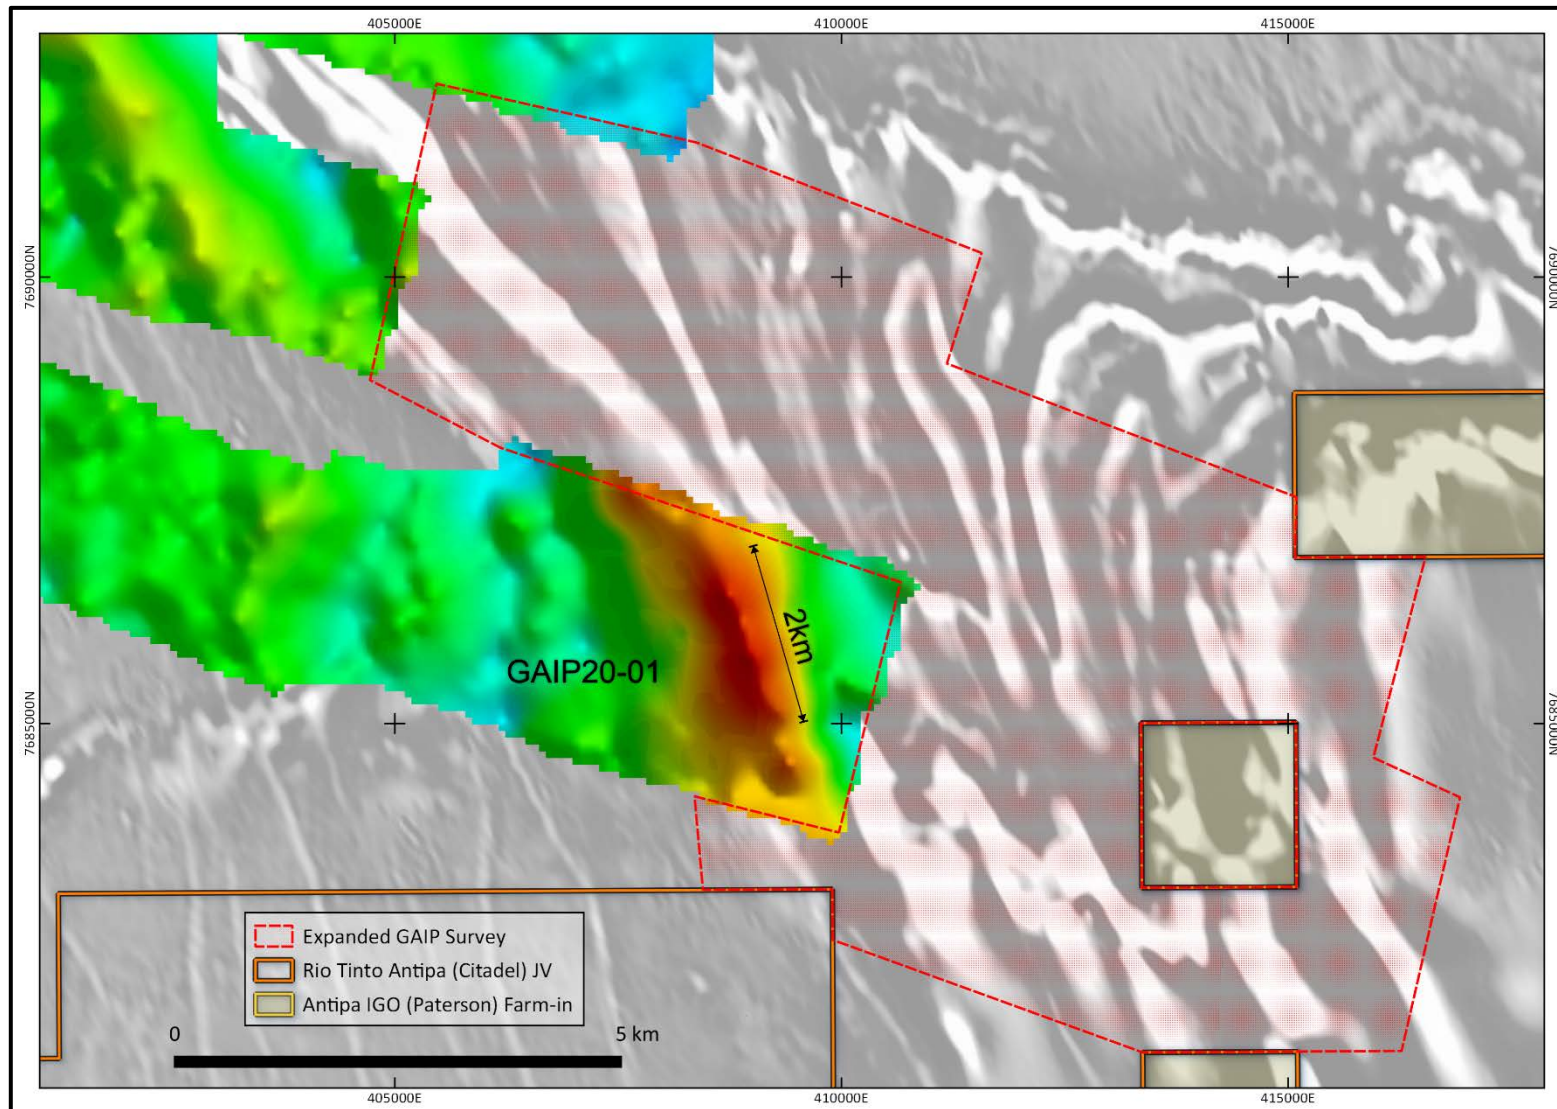 405000E
410000E
415000E
7690000N
7690000N
2km
GAIP20-01
7685000N
7685000N
Expanded GAIP Survey
Rio Tinto Antipa (Citadel) JV
Antipa IGO (Paterson) Farm-in
0
5 km
405000E
410000E
415000E